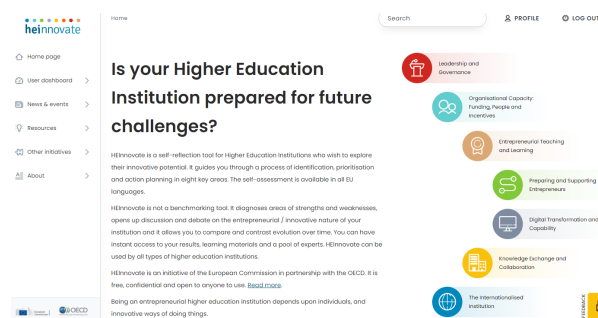 heinnovate
Home
Search
PROFILE
LOG OUT
Home page
User dashboard
News & events
Resources
Other initiatives
About
Is your Higher Education
Institution prepared for future
challenges?
HEInnovate is a self-reflection tool for Higher Education Institutions who wish to explore
their innovative potential. It guides you through a process of identification, prioritisation
and action planning in eight key areas. The self-assessment is available in all EU
languages.
HEInnovate is not a benchmarking tool. It diagnoses areas of strengths and weaknesses,
opens up discussion and debate on the entrepreneurial / innovative nature of your
institution and it allows you to compare and contrast evolution over time. You can have
instant access to your results, learning materials and a pool of experts. HEInnovate can be
used by all types of higher education institutions.
HEInnovate is an initiative of the European Commission in partnership with the OECD. It is
free, confidential and open to anyone to use. Read more.
Being an entrepreneurial higher education institution depends upon individuals, and
innovative ways of doing things.
Leadership and
Governance
Organisational Capacity:
Funding, People and
Incentives
Entrepreneurial Teaching
and Learning
Preparing and Supporting
Entrepreneurs
Digital Transformation and
Capability
Knowledge Exchange and
Collaboration
The Internationalised
Institution
FEEDBACK
OECD